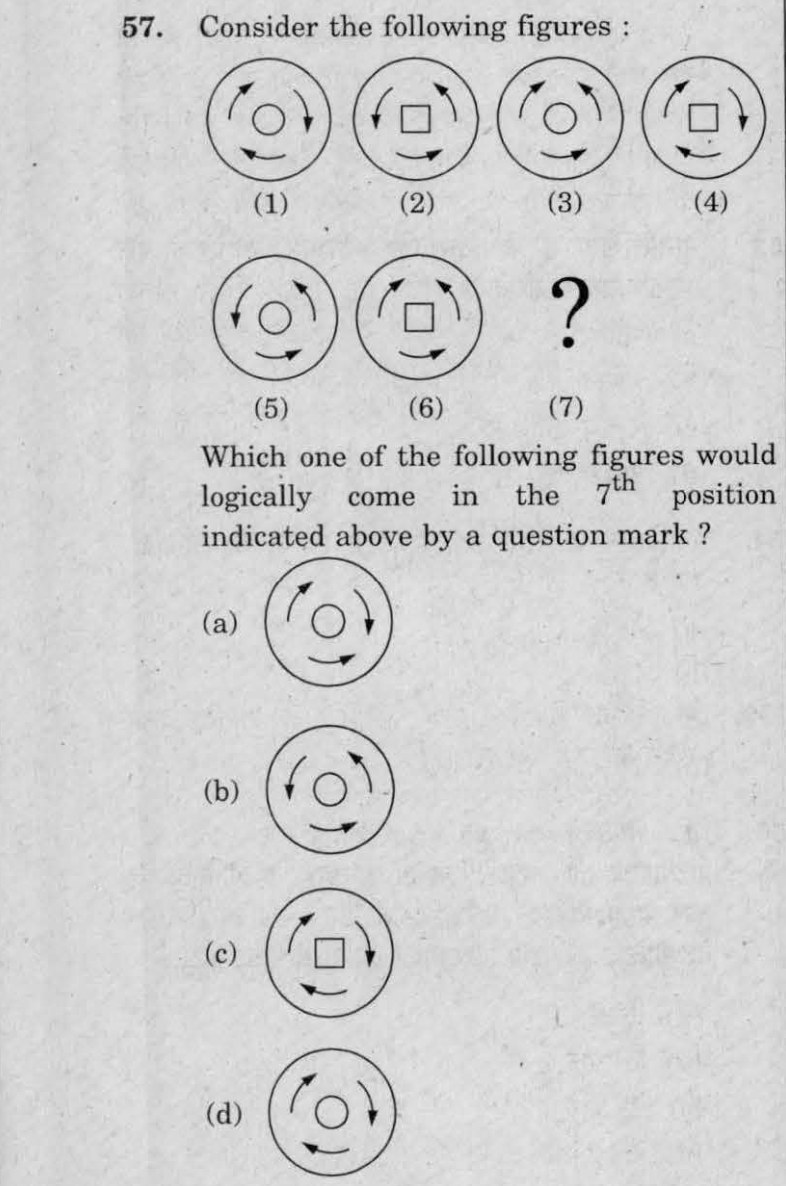 57. Consider the following figures :
(1) (2) (3) (4)
?
(5) (6) (7)
Which one of the following figures would
logically come in the 7th position
indicated above by a question mark ?
(a)
(b)
(c)
(d)